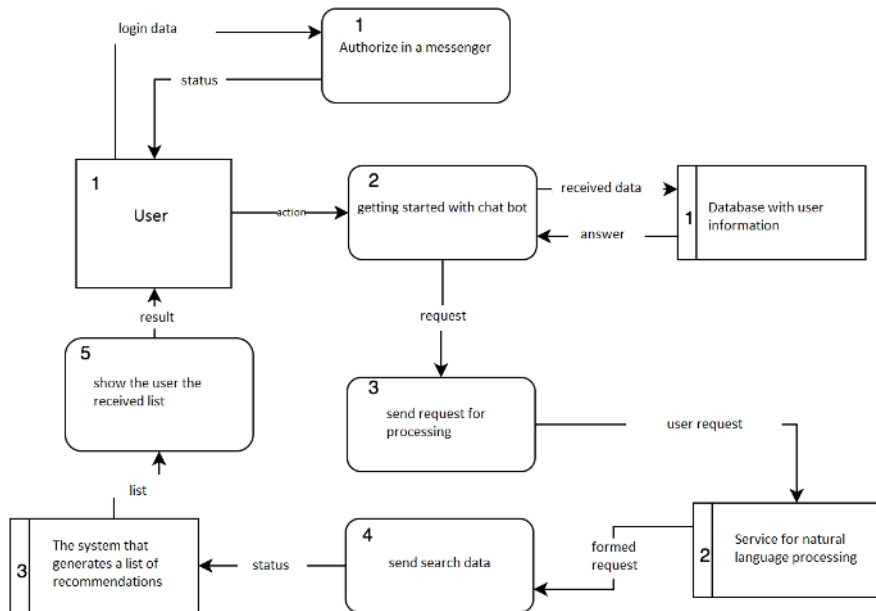 login data
1
Authorize in a messenger
status
1
User
action
2
getting started with chat bot
received data
answer
1
Database with user
information
result
request
5
show the user the
received list
3
send request for
processing
user request
list
3
The system that
generates a list of
recommendations
status
4
send search data
formed
request
2
Service for natural
language processing